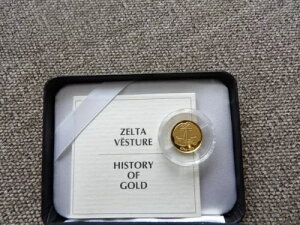 ZELTA
VĒSTURE
HISTORY
OF
GOLD